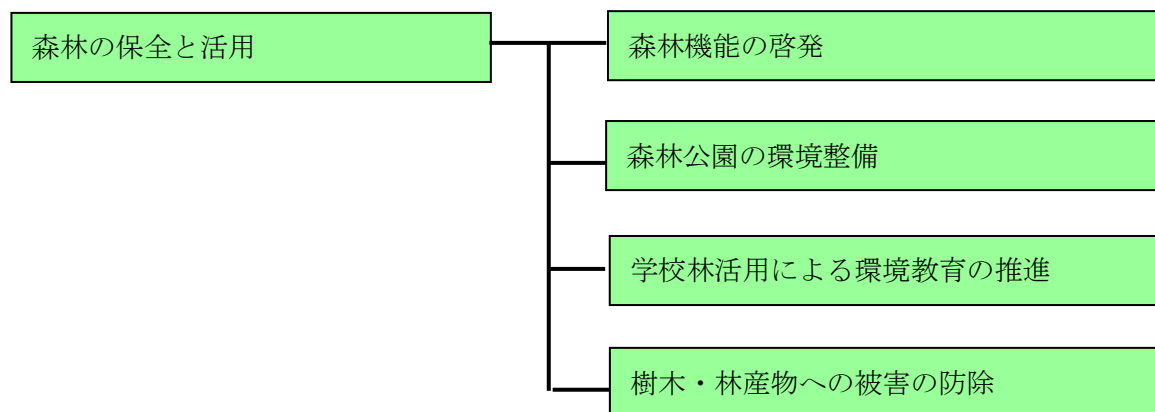 森林の保全と活用
森林機能の啓発
森林公園の環境整備
学校林活用による環境教育の推進
樹木・林産物への被害の防除